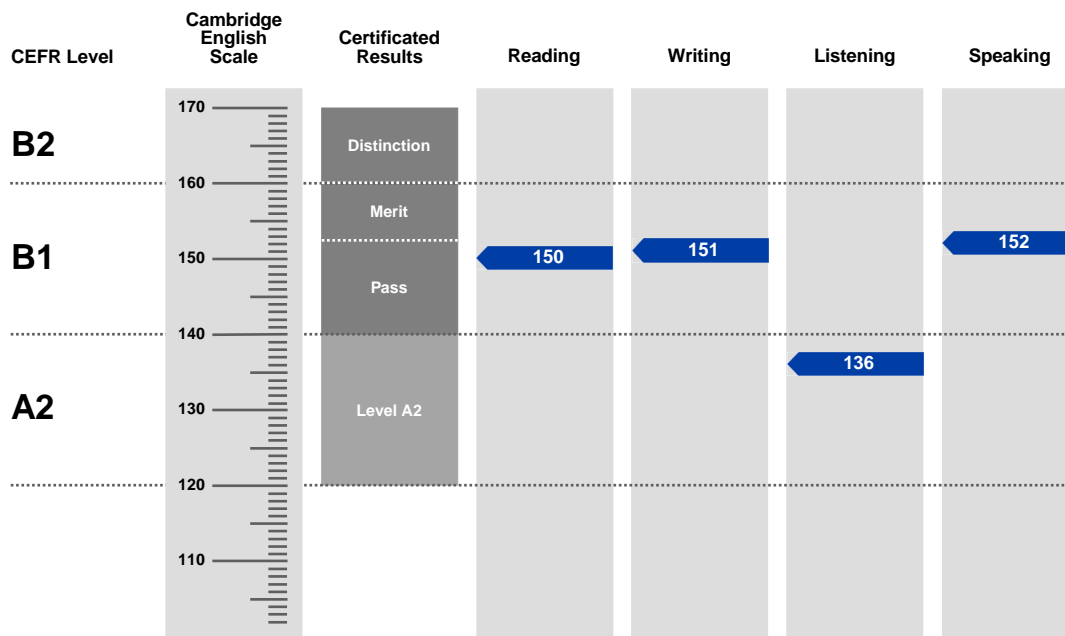 CEFR Level
Cambridge
English
Scale
Certificated
Results
Reading
Writing
Listening
Speaking
170
B2
Distinction
160
Merit
B1
150
150
151
152
Pass
140
136
A2
130
Level A2
120
110